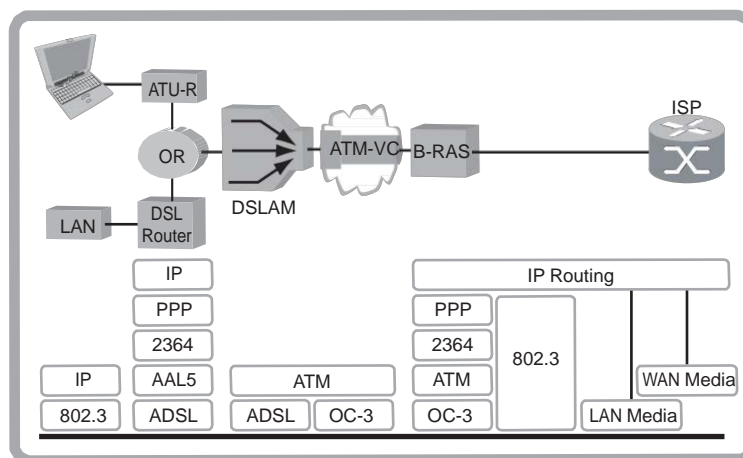 ISP
ATU-R
OR
ATM-VC
B-RAS
DSLAM
LAN
DSL
Router
IP
IP Routing
PPP
PPP
2364
2364
802.3
IP
AAL5
ATM
ATM
WAN Media
802.3
ADSL
ADSL
OC-3
OC-3
LAN Media